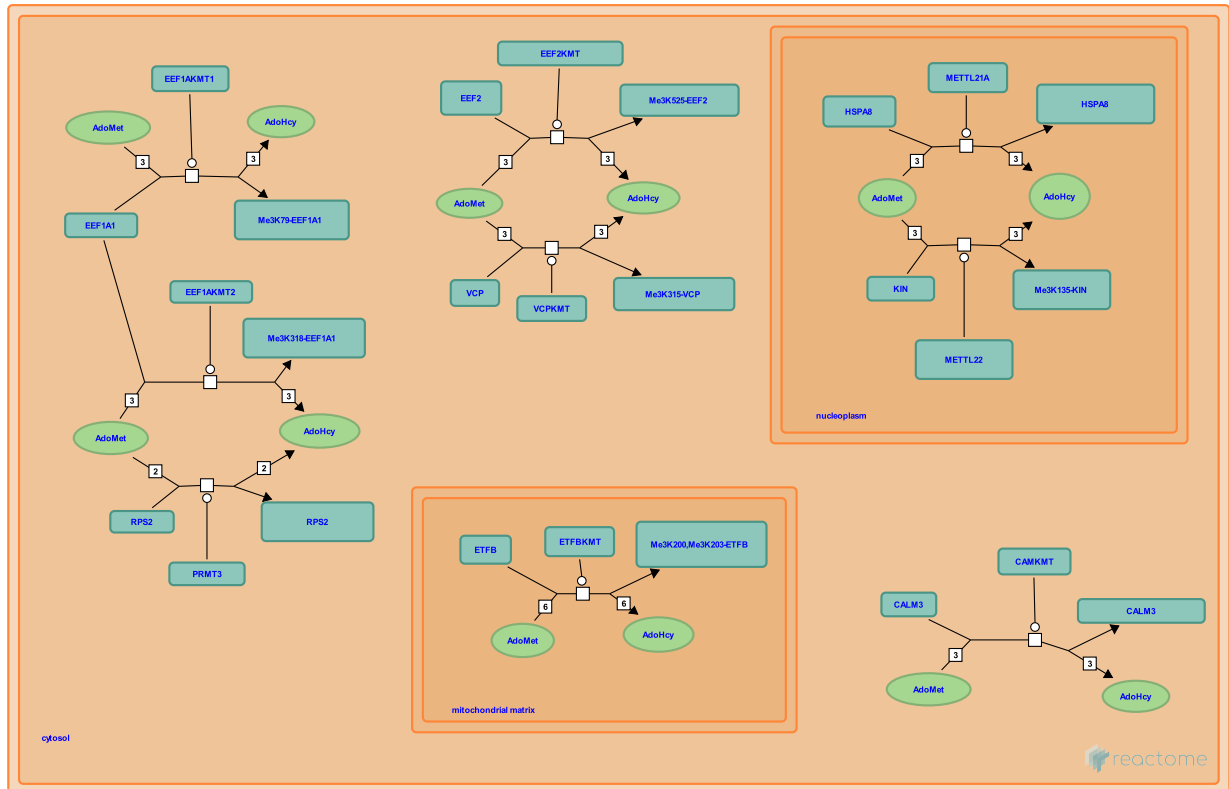 EEF1AKMT1
AdoMet
3
AdoHcy
3
EEF1A1
Me3K79-EEF1A1
EEF1AKMT2
Me3K318-EEF1A1
3
3
AdoMet
AdoHcy
2
2
RPS2
RPS2
PRMT3
EEF2KMT
EEF2
Me3K525-EEF2
3
3
AdoMet
AdoHcy
3
3
VCP
VCPKMT
Me3K315-VCP
METTL21A
HSPA8
HSPA8
3
3
AdoMet
AdoHcy
3
3
KIN
Me3K135-KIN
METTL22
nucleoplasm
ETFB
ETFBKMT
Me3K200,Me3K203-ETFB
6
6
AdoMet
AdoHcy
mitochondrial matrix
CAMKMT
CALM3
CALM3
3
3
AdoMet
AdoHcy
cytosol
reactome